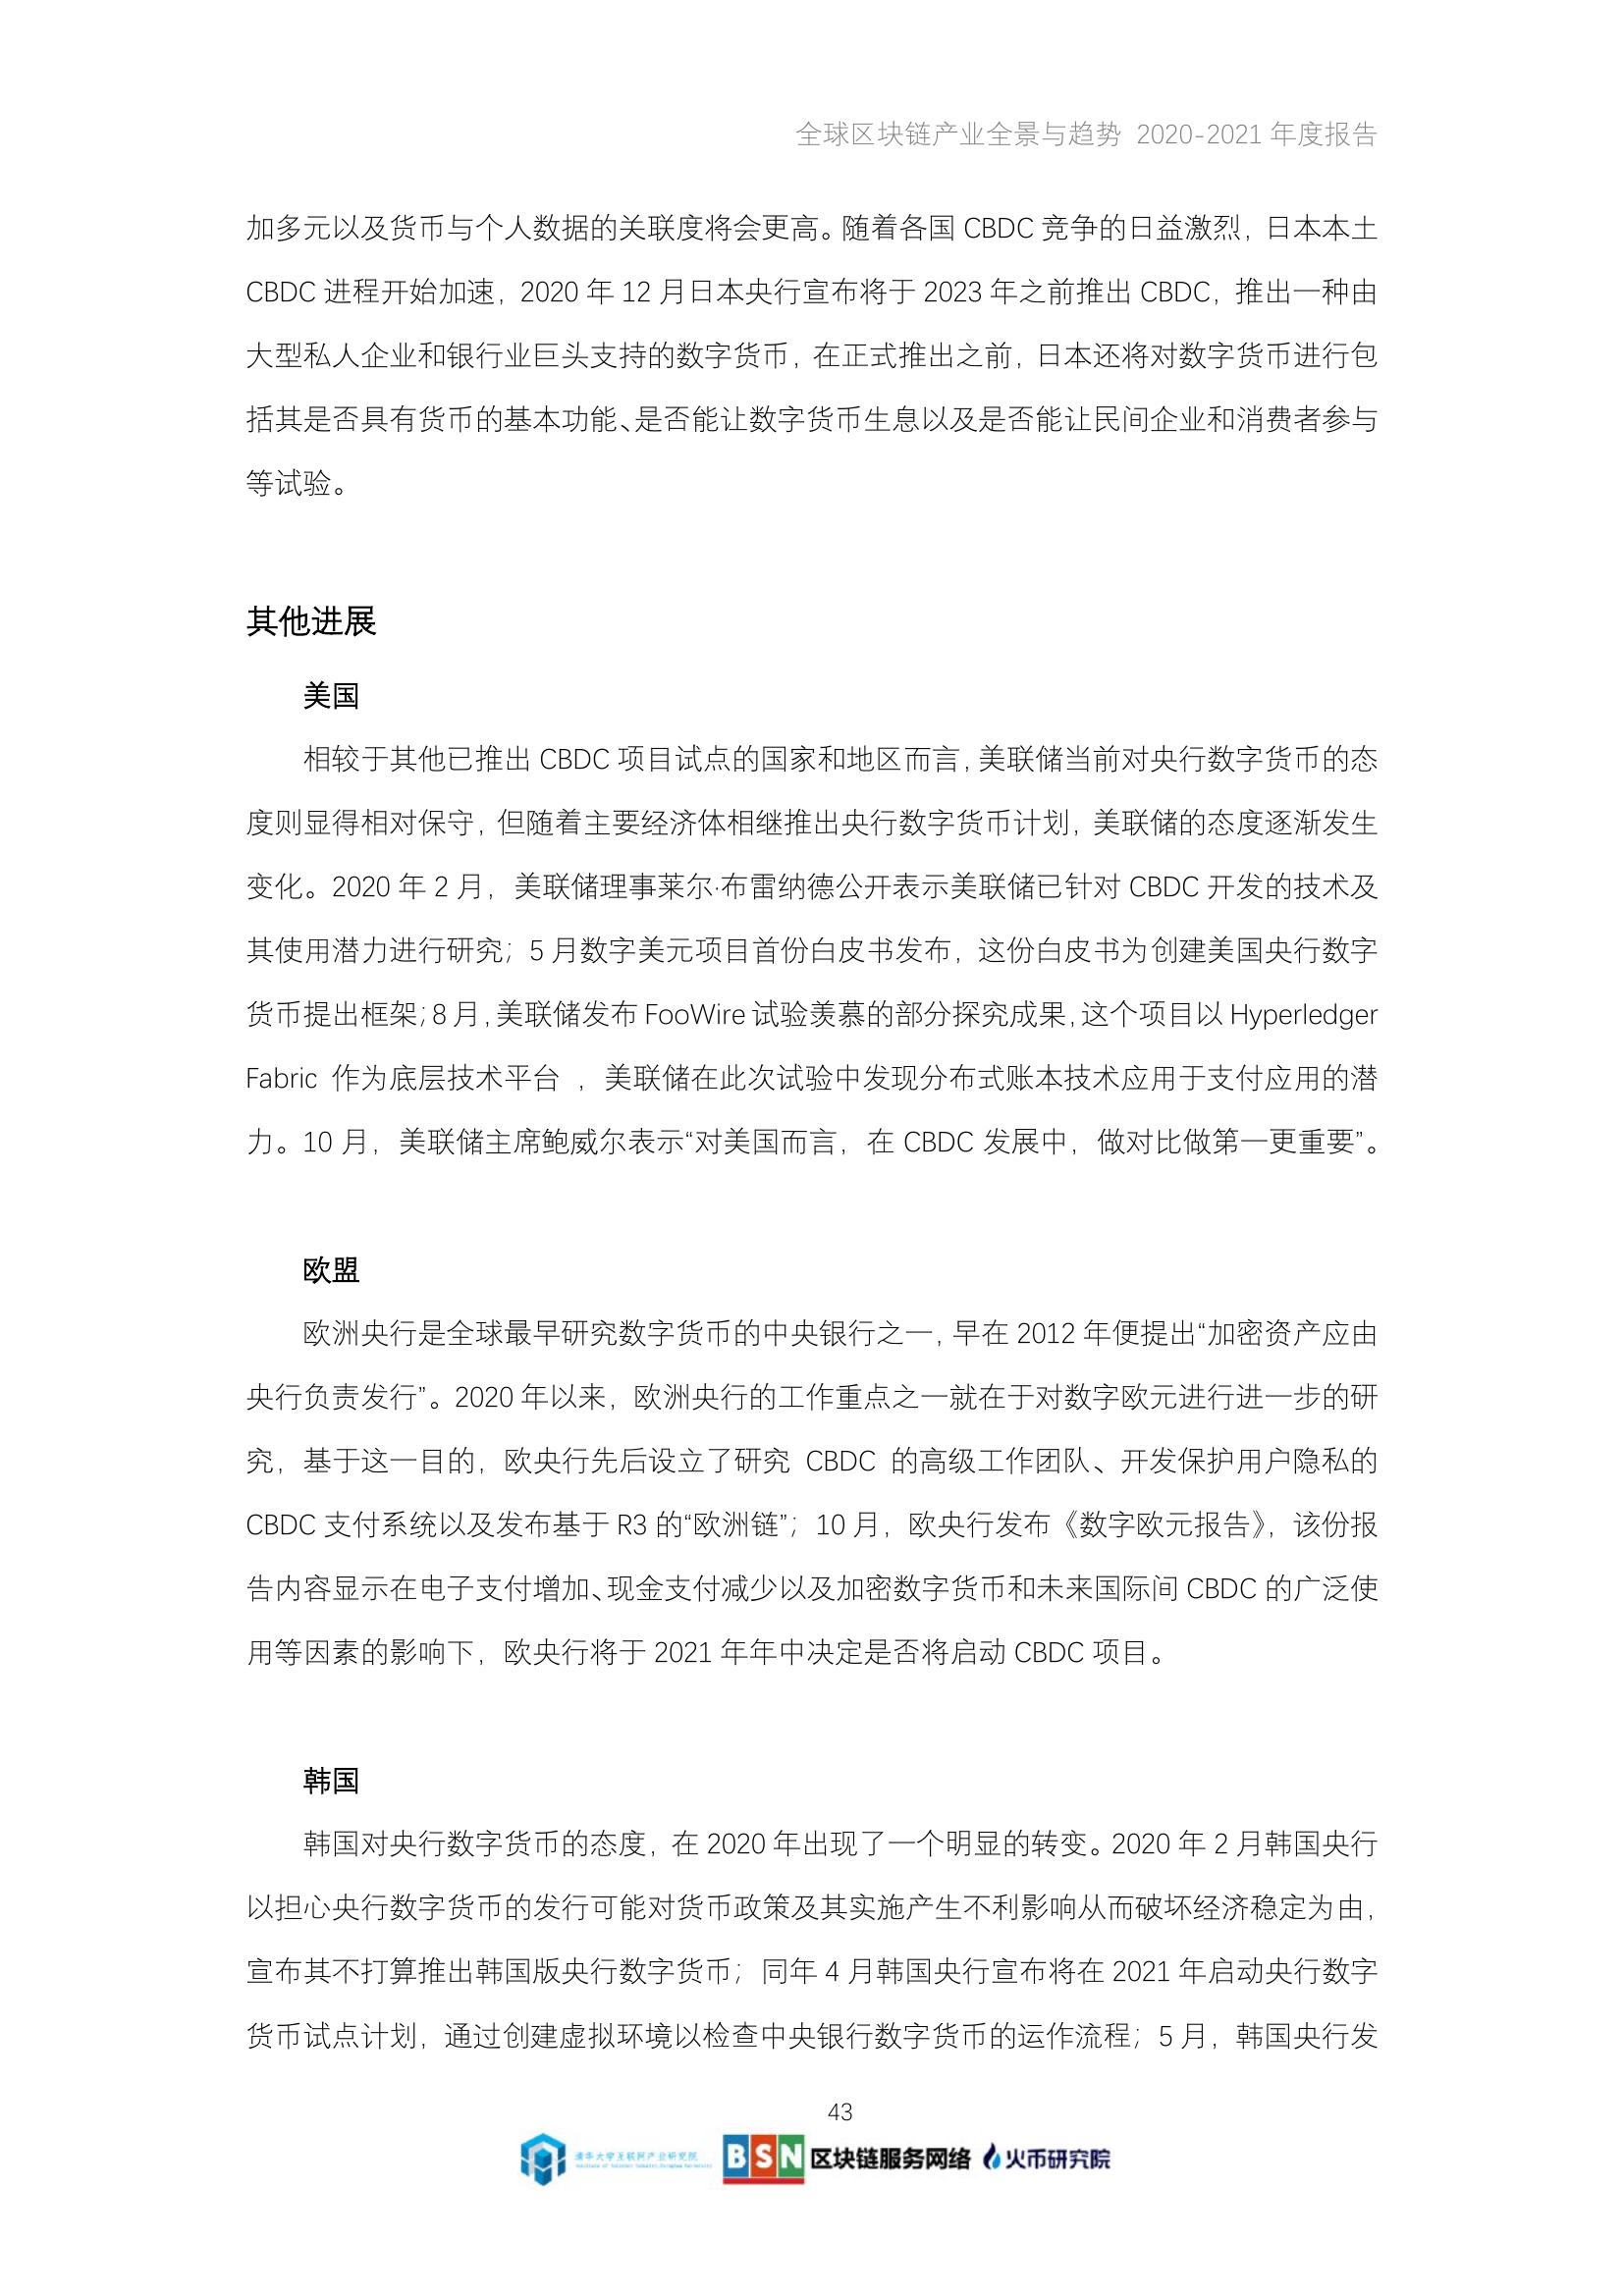 全球区块链产业全景与趋势 2020-2021 年度报告
加多元以及货币与个人数据的关联度将会更高。随着各国 CBDC 竞争的日益激烈，日本本土
CBDC 进程开始加速，2020 年 12 月日本央行宣布将于 2023 年之前推出 CBDC，推出一种由
大型私人企业和银行业巨头支持的数字货币，在正式推出之前，日本还将对数字货币进行包
括其是否具有货币的基本功能、是否能让数字货币生息以及是否能让民间企业和消费者参与
等试验。
其他进展
美国
相较于其他已推出 CBDC 项目试点的国家和地区而言，美联储当前对央行数字货币的态
度则显得相对保守，但随着主要经济体相继推出央行数字货币计划，美联储的态度逐渐发生
变化。2020 年 2 月，美联储理事莱尔·布雷纳德公开表示美联储已针对 CBDC 开发的技术及
其使用潜力进行研究；5 月数字美元项目首份白皮书发布，这份白皮书为创建美国央行数字
货币提出框架；8 月，美联储发布 FooWire 试验羡慕的部分探究成果，这个项目以 Hyperledger
Fabric 作为底层技术平台 ，美联储在此次试验中发现分布式账本技术应用于支付应用的潜
力。10 月，美联储主席鲍威尔表示“对美国而言，在 CBDC 发展中，做对比做第一更重要”。
欧盟
欧洲央行是全球最早研究数字货币的中央银行之一，早在 2012 年便提出“加密资产应由
央行负责发行”。2020 年以来，欧洲央行的工作重点之一就在于对数字欧元进行进一步的研
究，基于这一目的，欧央行先后设立了研究 CBDC 的高级工作团队、开发保护用户隐私的
CBDC 支付系统以及发布基于 R3 的“欧洲链”；10 月，欧央行发布《数字欧元报告》，该份报
告内容显示在电子支付增加、现金支付减少以及加密数字货币和未来国际间 CBDC 的广泛使
用等因素的影响下，欧央行将于 2021 年年中决定是否将启动 CBDC 项目。
韩国
韩国对央行数字货币的态度，在 2020 年出现了一个明显的转变。2020 年 2 月韩国央行
以担心央行数字货币的发行可能对货币政策及其实施产生不利影响从而破坏经济稳定为由，
宣布其不打算推出韩国版央行数字货币；同年 4 月韩国央行宣布将在 2021 年启动央行数字
货币试点计划，通过创建虚拟环境以检查中央银行数字货币的运作流程；5 月，韩国央行发
43
清华大学互联网产业研究院 BSN 区块链服务网络 火币研究院